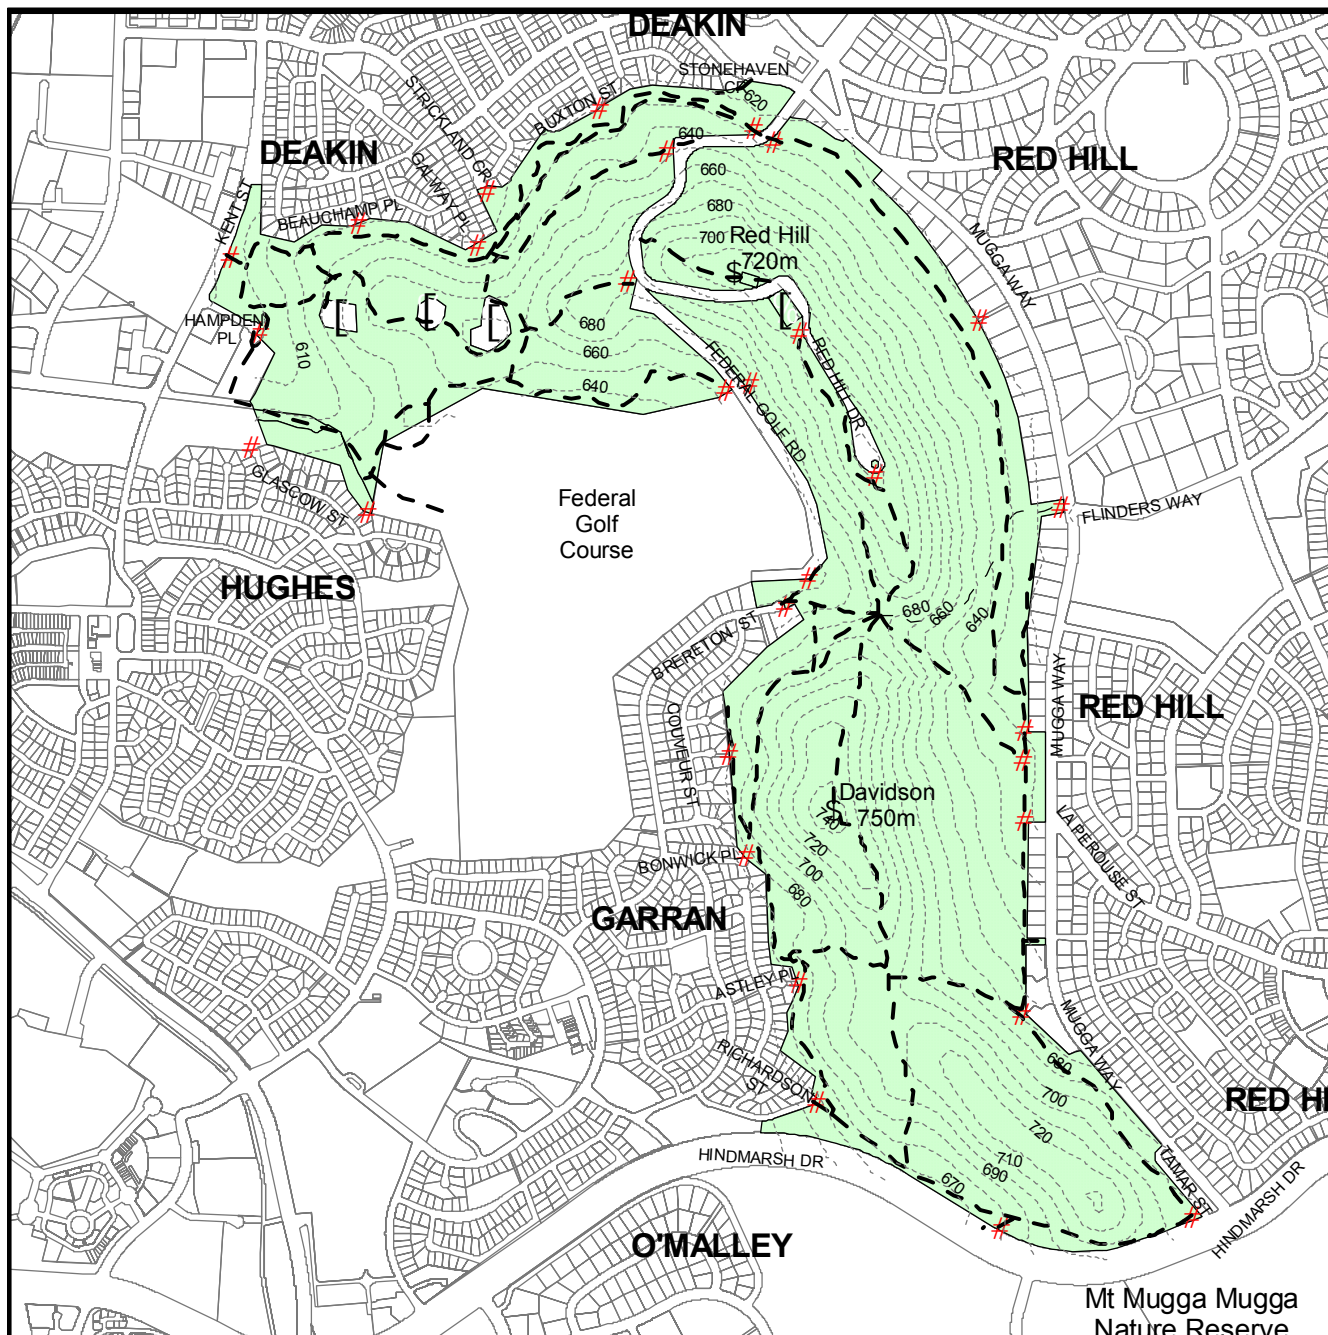 DEAKIN
STONEHAVEN
CR
620
STRICKLAND CR
BUXTON ST
640
DEAKIN
GALWAY PL
660
RED HILL
KENT ST
BEAUCHAMP PL
680
700
Red Hill
$
720m
MUGGAWAY
[
[
[
[
HAMPDEN
PL
610
680
660
640
FEDERAL GOLF RD
RED HILL DR
GLASCOW ST
Federal
Golf
Course
FLINDERS WAY
HUGHES
680
660
640
BRERETON ST
COUVEUR ST
MUGGA WAY
RED HILL
Davidson
$
750m
740
720
700
680
LA PEROUSE ST
BONWICK PL
GARRAN
ASTLEY PL
MUGGA WAY
RICHARDSON
ST
680
700
720
710
690
670
RED HI
HINDMARSH DR
TAMAR ST
HINDMARSH DR
O'MALLEY
Mt Mugga Mugga
Nature Reserve